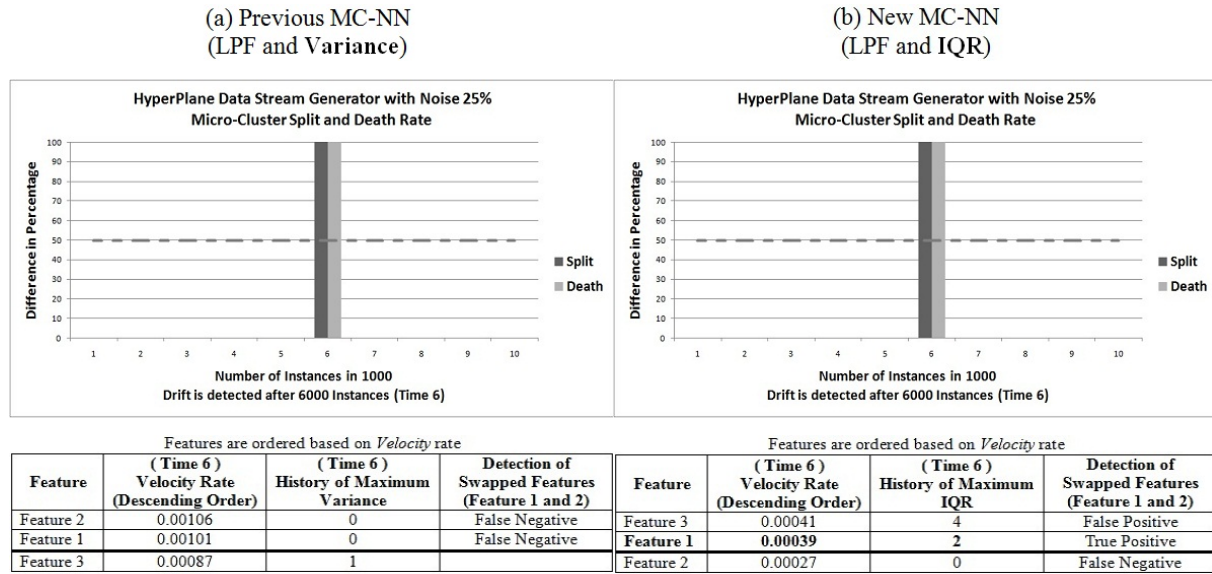 (a) Previous MC-NN
(LPF and Variance)
HyperPlane Data Stream Generator with Noise 25%
Micro-Cluster Split and Death Rate
Difference in Percentage
100
90
80
70
60
50
40
30
20
10
0
1 2 3 4 5 6 7 8 9 10
Split
Death
Number of Instances in 1000
Drift is detected after 6000 Instances (Time 6)
Features are ordered based on Velocity rate
Feature ( Time 6 ) Velocity Rate (Descending Order) ( Time 6 ) History of Maximum Variance Detection of Swapped Features (Feature 1 and 2)
Feature 2 0.00106 0 False Negative
Feature 1 0.00101 0 False Negative
Feature 3 0.00087 1
(b) New MC-NN
(LPF and IQR)
HyperPlane Data Stream Generator with Noise 25%
Micro-Cluster Split and Death Rate
Difference in Percentage
100
90
80
70
60
50
40
30
20
10
0
1 2 3 4 5 6 7 8 9 10
Split
Death
Number of Instances in 1000
Drift is detected after 6000 Instances (Time 6)
Features are ordered based on Velocity rate
Feature ( Time 6 ) Velocity Rate (Descending Order) ( Time 6 ) History of Maximum IQR Detection of Swapped Features (Feature 1 and 2)
Feature 3 0.00041 4 False Positive
Feature 1 0.00039 2 True Positive
Feature 2 0.00027 0 False Negative